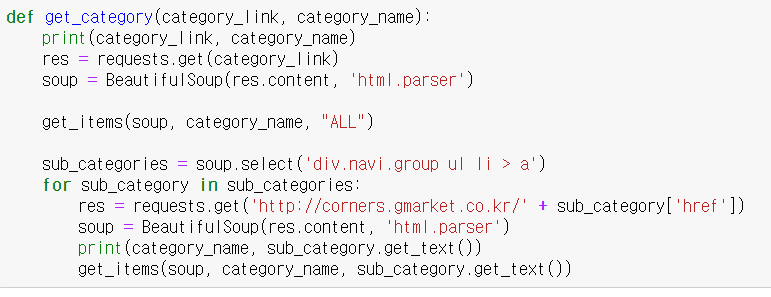 def get_category(category_link, category_name):
    print(category_link, category_name)
    res = requests.get(category_link)
    soup = BeautifulSoup(res.content, 'html.parser')

    get_items(soup, category_name, "ALL")

    sub_categories = soup.select('div.navi.group ul li > a')
    for sub_category in sub_categories:
        res = requests.get('http://corners.gmarket.co.kr/' + sub_category['href'])
        soup = BeautifulSoup(res.content, 'html.parser')
        print(category_name, sub_category.get_text())
        get_items(soup, category_name, sub_category.get_text())